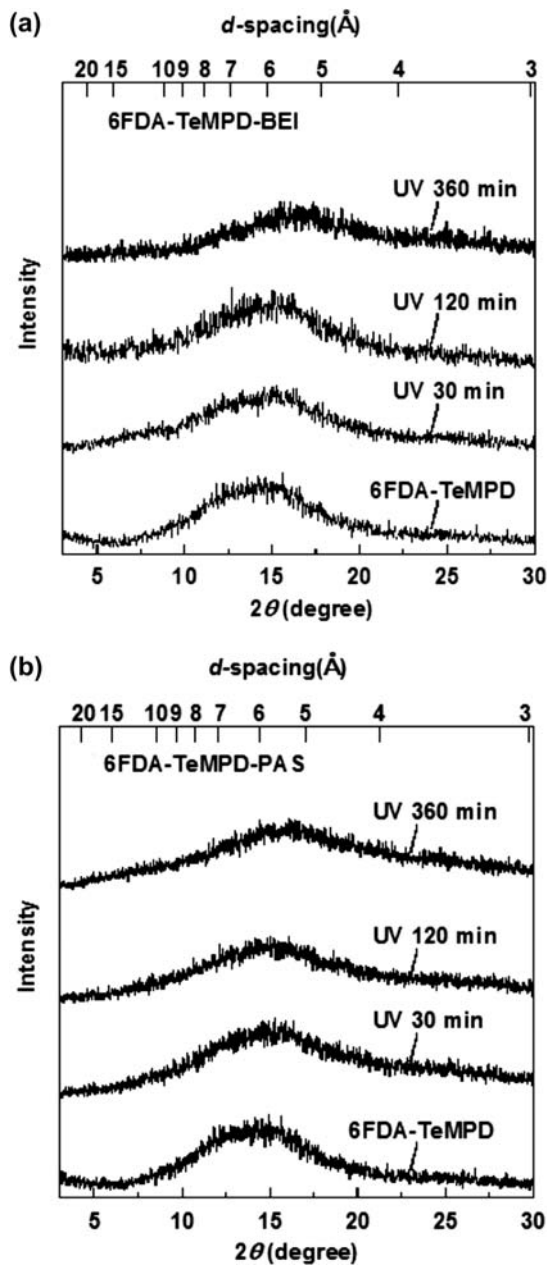 (a)
d-spacing(Å)
20 15 10 9 8 7 6 5 4 3
6FDA-TeMPD-BEI
UV 360 min
UV 120 min
UV 30 min
6FDA-TeMPD
Intensity
5 10 15 20 25 30
2θ (degree)
(b)
d-spacing(Å)
20 15 10 9 8 7 6 5 4 3
6FDA-TeMPD-PAS
UV 360 min
UV 120 min
UV 30 min
6FDA-TeMPD
Intensity
5 10 15 20 25 30
2θ (degree)